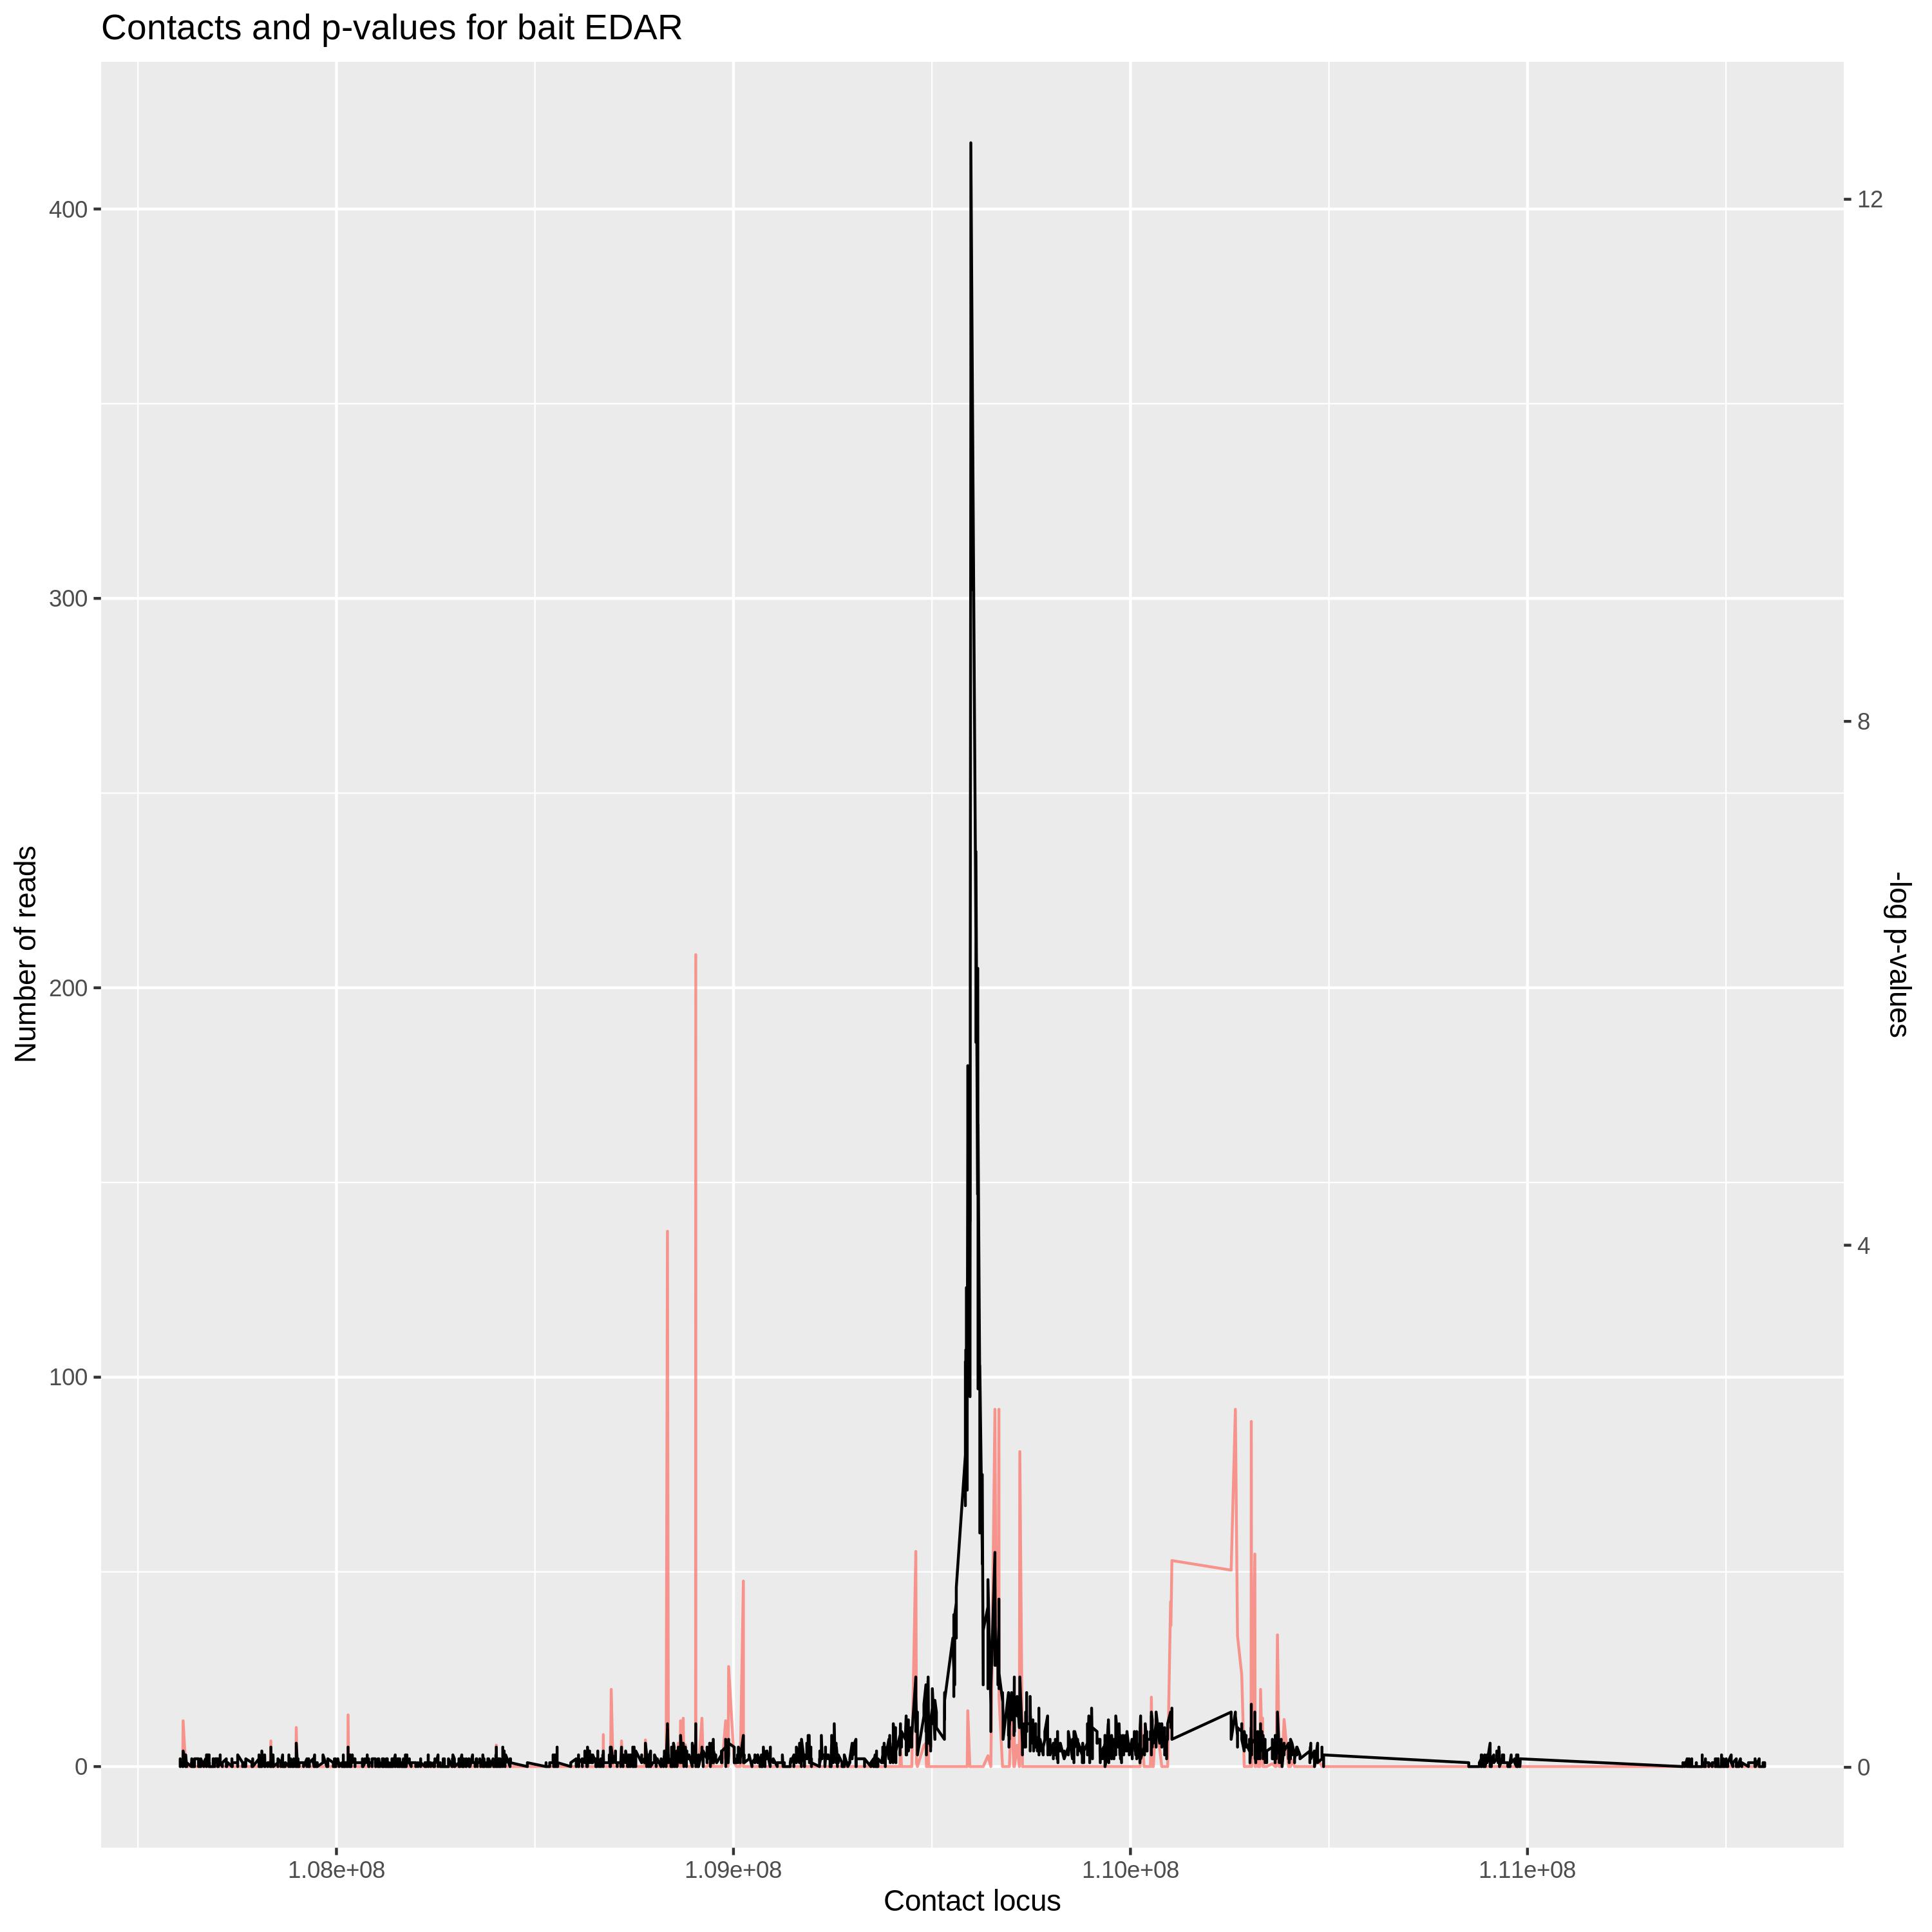 Contacts and p-values for bait EDAR
400
300
200
100
0
Number of reads
12
8
4
0
-log p-values
1.08e+08
1.09e+08
1.10e+08
1.11e+08
Contact locus